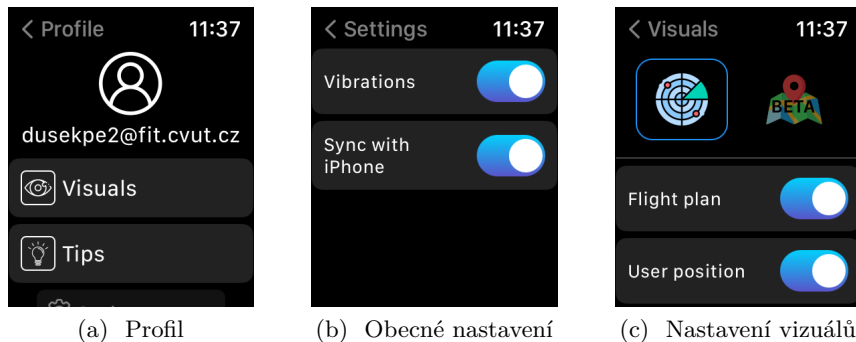 Profile 11:37
dusekpe2@fit.cvut.cz
Visuals
Tips
(a) Profil
Settings 11:37
Vibrations
Sync with
iPhone
(b) Obecné nastavení
Visuals 11:37
BETA
Flight plan
User position
(c) Nastavení vizuálů